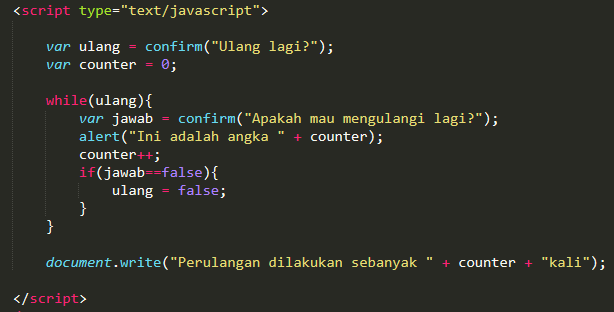 <script type="text/javascript">
var ulang = confirm("Ulang lagi?");
var counter = 0;
while(ulang){
var jawab = confirm("Apakah mau mengulangi lagi?");
alert("Ini adalah angka " + counter);
counter++;
if(jawab==false){
ulang = false;
}
}
document.write("Perulangan dilakukan sebanyak " + counter + "kali");
</script>